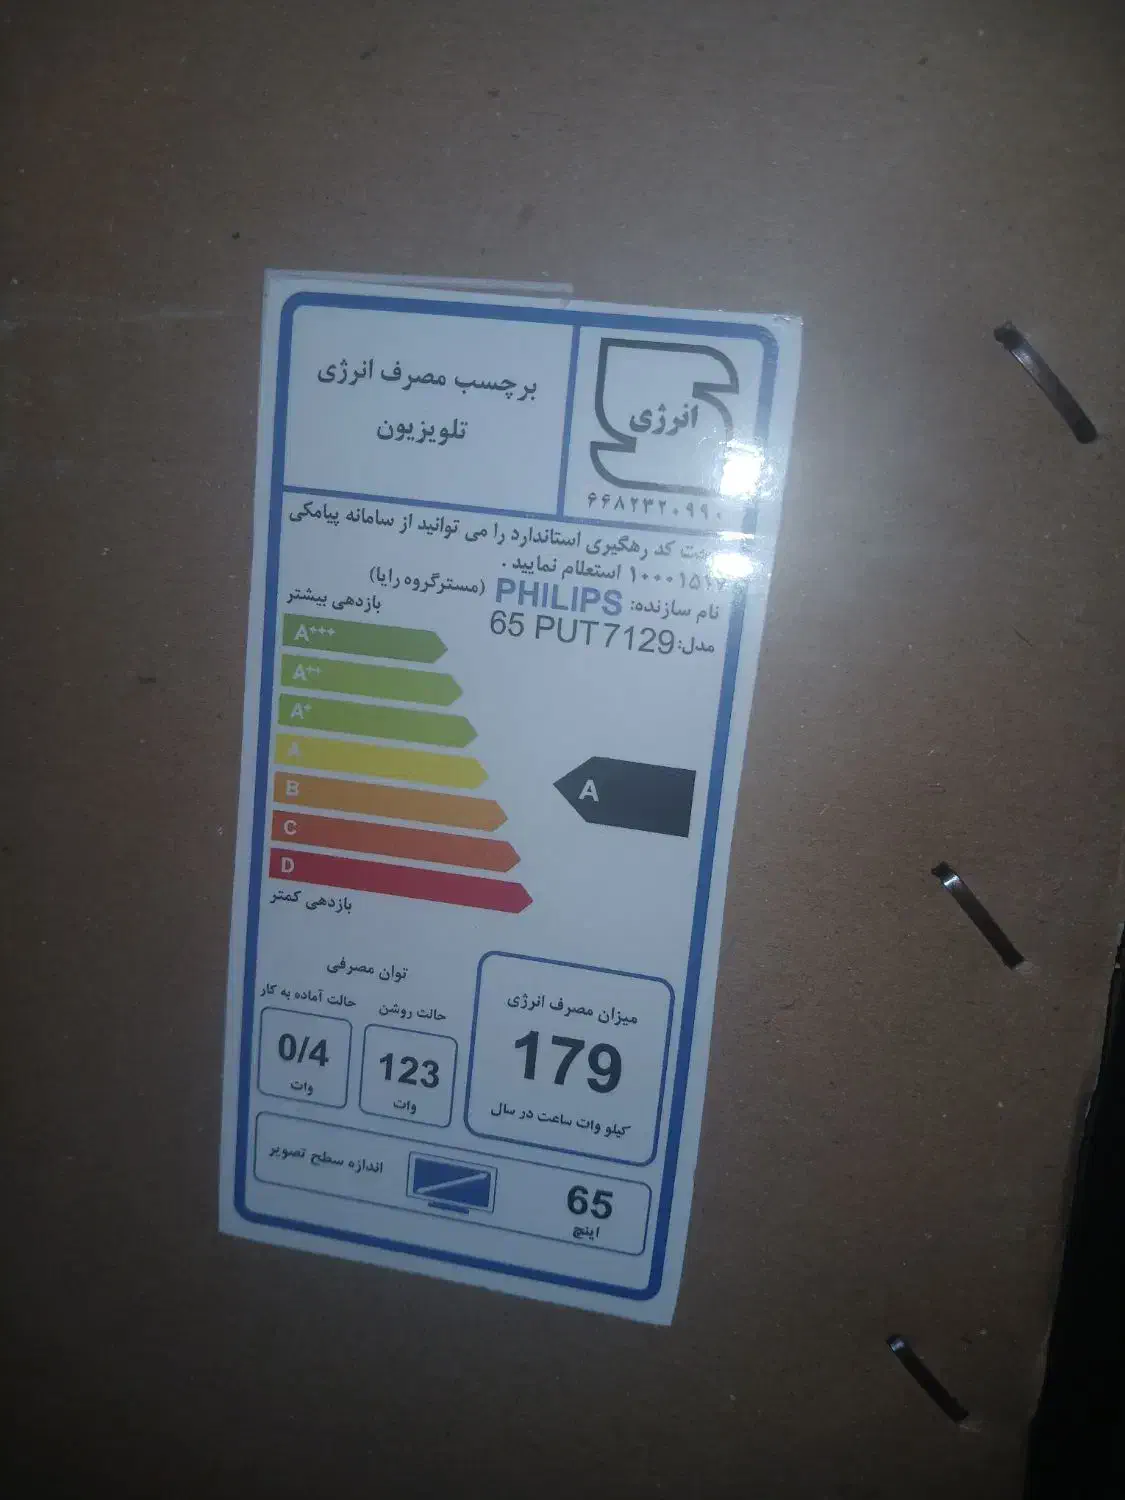 برچسب مصرف انرژی
تلویزیون
انرژی
۶۶۸۲۳۲۰۹۹۰
کد رهگیری استاندارد را می توانید از سامانه پیامکی
استعلام نمایید .
نام سازنده: PHILIPS (مسترگروه رایا)
مدل: 65 PUT7129
بازدهی بیشتر
A+++
A++
A+
A
B
C
D
بازدهی کمتر
A
میزان مصرف انرژی
179
کیلو وات ساعت در سال
توان مصرفی
حالت روشن
123
وات
حالت آماده به کار
0/4
وات
65
اینچ
اندازه سطح تصویر